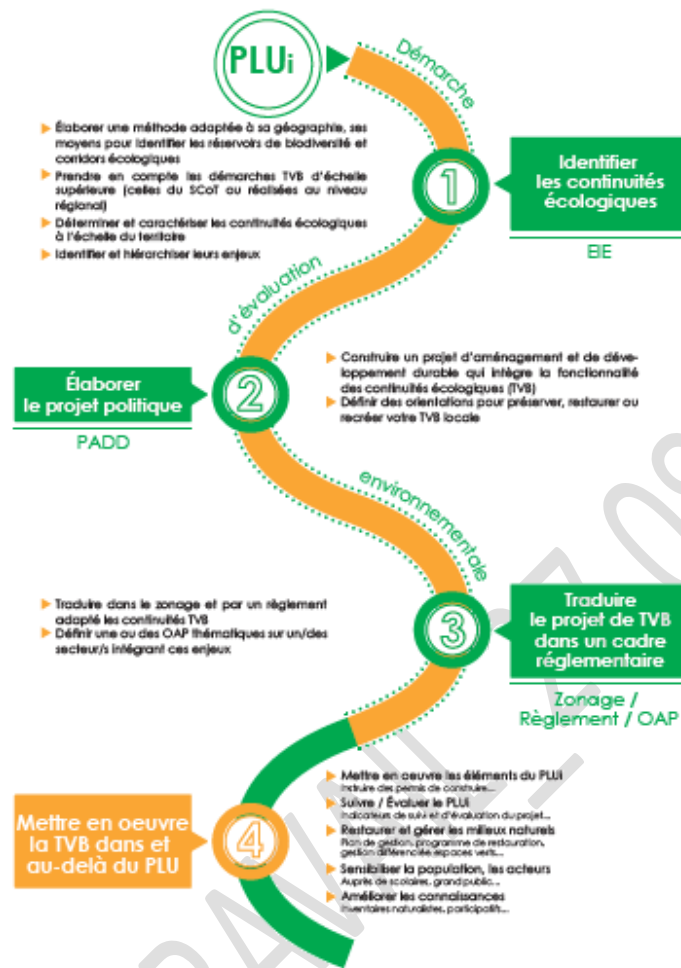 PLUi
Démarche
► Élaborer une méthode adaptée à sa géographie, ses
moyens pour identifier les réservoirs de biodiversité et
corridors écologiques
► Prendre en compte les démarches TVB d'échelle
supérieure (celles du SCoT ou réalisées au niveau
régional)
► Déterminer et caractériser les continuités écologiques
à l'échelle du territoire
► Identifier et hiérarchiser leurs enjeux
1
Identifier
les continuités
écologiques
EIE
d'évaluation
Élaborer
le projet politique
PADD
2
► Construire un projet d'aménagement et de déve-
loppement durable qui intègre la fonctionnalité
des continuités écologiques (TVB)
► Définir des orientations pour préserver, restaurer ou
recréer votre TVB locale
environnementale
► Traduire dans le zonage et par un règlement
adapté les continuités TVB
► Définir une ou des OAP thématiques sur un/des
secteur/s intégrant ces enjeux
3
Traduire
le projet de TVB
dans un cadre
réglementaire
Zonage /
Règlement / OAP
Mettre en oeuvre
la TVB dans et
au-delà du PLU
4
► Mettre en oeuvre les éléments du PLUi
Instruire des permis de construire...
► Suivre / Évaluer le PLUi
Indicateurs de suivi et d'évaluation du projet...
► Restaurer et gérer les milieux naturels
Plan de gestion, programme de restauration,
gestion différenciée espaces verts...
► Sensibiliser la population, les acteurs
Auprès de scolaires, grand public...
► Améliorer les connaissances
Inventaires naturalistes, participatifs...